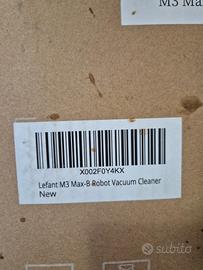 M3 Ma
X002F0Y4KX
Lefant M3 Max-B Robot Vacuum Cleaner
New
subito